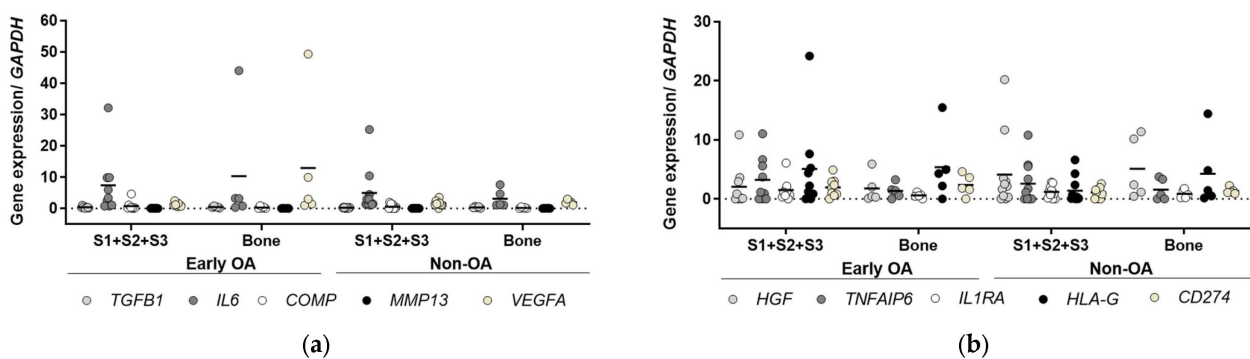 Gene expression/ GAPDH
60
50
40
30
20
10
0
S1+S2+S3 Bone S1+S2+S3 Bone
Early OA Non-OA
TGFB1 IL6 COMP MMP13 VEGFA
(a)
Gene expression/ GAPDH
30
20
10
0
S1+S2+S3 Bone S1+S2+S3 Bone
Early OA Non-OA
HGF TNFAIP6 IL1RA HLA-G CD274
(b)